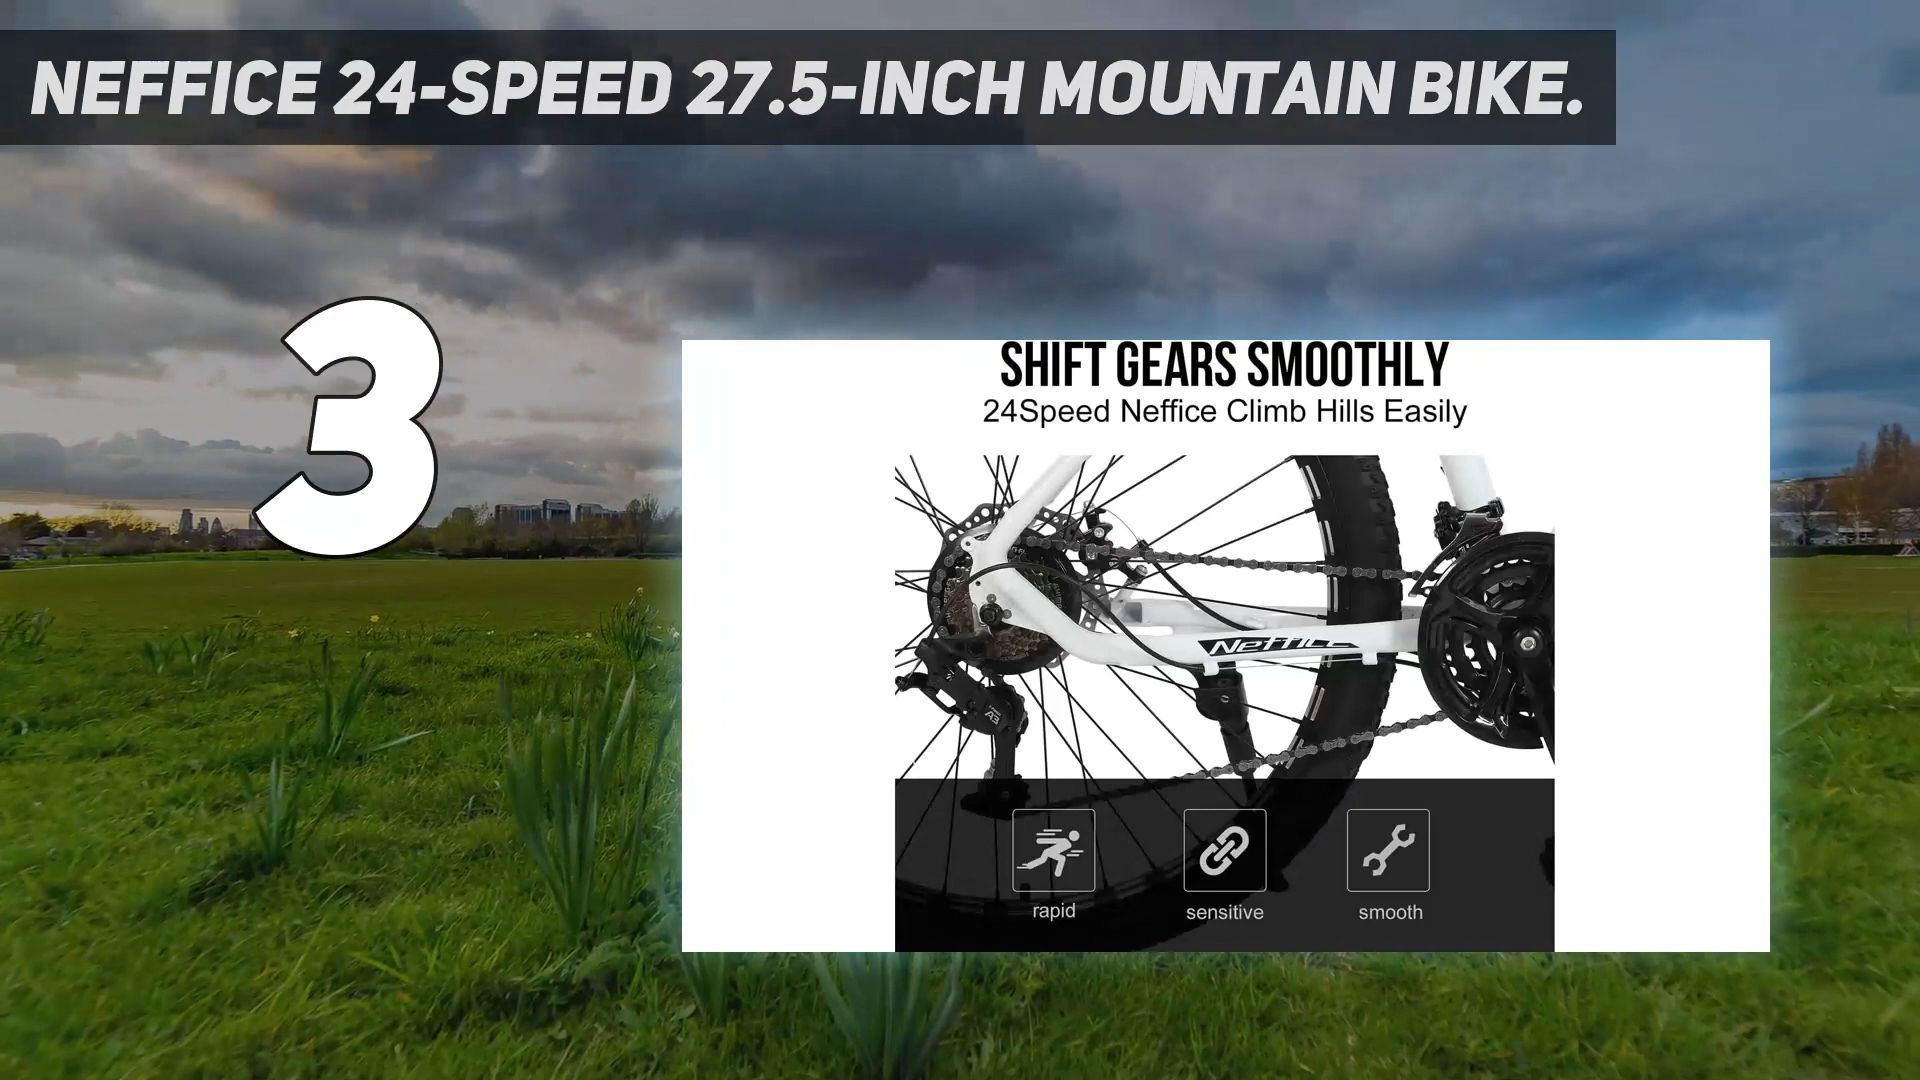 NEFFICE 24-SPEED 27.5-INCH MOUNTAIN BIKE.
3
SHIFT GEARS SMOOTHLY
24Speed Neffice Climb Hills Easily
Neffice
A3
rapid
sensitive
smooth